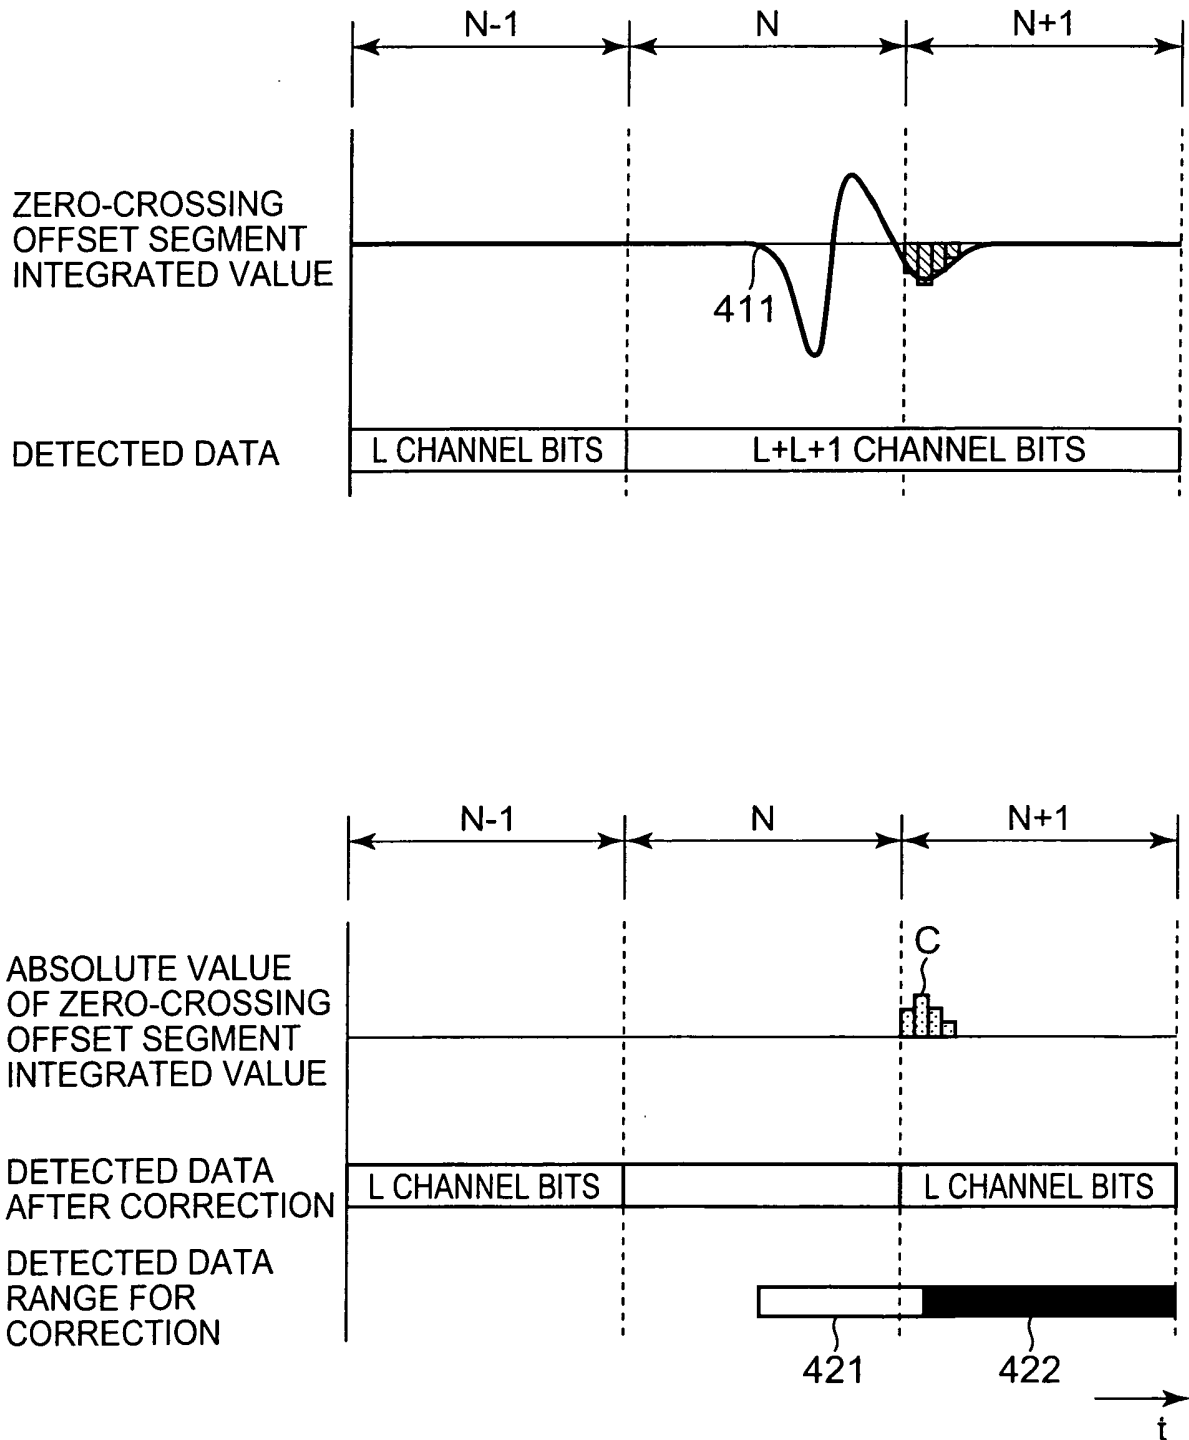 N-1
N
N+1
ZERO-CROSSING
OFFSET SEGMENT
INTEGRATED VALUE
411
DETECTED DATA
L CHANNEL BITS
L+L+1 CHANNEL BITS
N-1
N
N+1
C
ABSOLUTE VALUE
OF ZERO-CROSSING
OFFSET SEGMENT
INTEGRATED VALUE
DETECTED DATA
AFTER CORRECTION
L CHANNEL BITS
L CHANNEL BITS
DETECTED DATA
RANGE FOR
CORRECTION
421
422
t